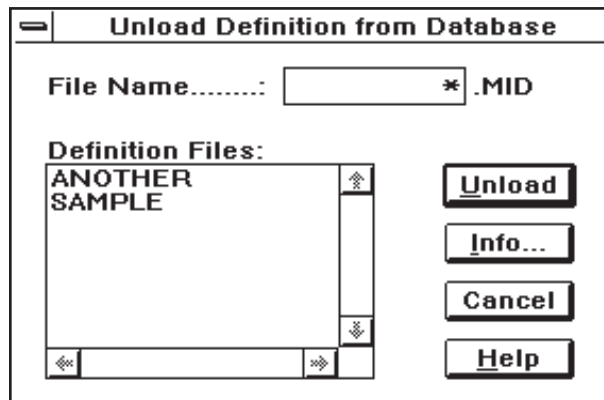 Unload Definition from Database
File Name........: * .MID
Definition Files:
ANOTHER
SAMPLE
Unload
Info...
Cancel
Help